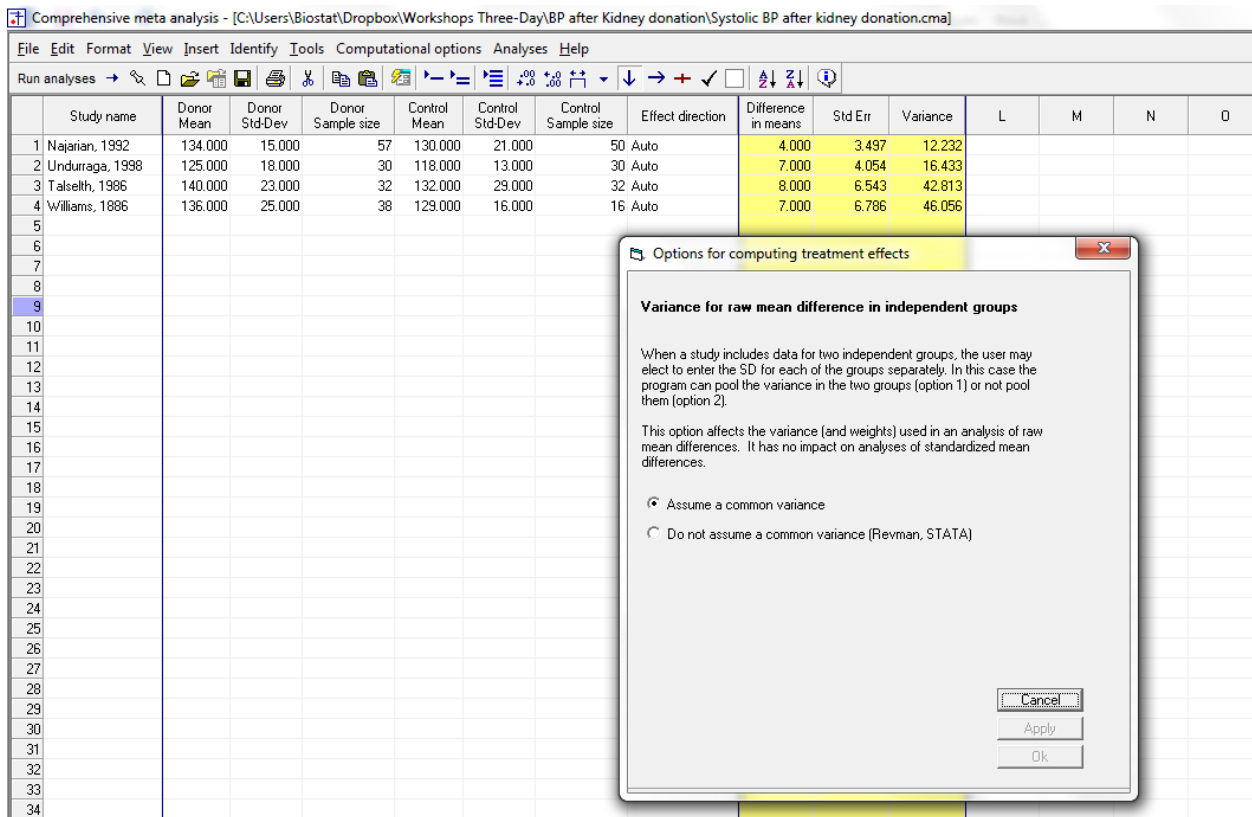 Comprehensive meta analysis - [C:\Users\Biostat\Dropbox\Workshops Three-Day\BP after Kidney donation\Systolic BP after kidney donation.cma]
File Edit Format View Insert Identify Tools Computational options Analyses Help
Run analyses
Study name Donor Mean Donor Std-Dev Donor Sample size Control Mean Control Std-Dev Control Sample size Effect direction Difference in means Std Err Variance L M N O
1 Najarian, 1992 134.000 15.000 57 130.000 21.000 50 Auto 4.000 3.497 12.232
2 Undurraga, 1998 125.000 18.000 30 118.000 13.000 30 Auto 7.000 4.054 16.433
3 Talselth, 1986 140.000 23.000 32 132.000 29.000 32 Auto 8.000 6.543 42.813
4 Williams, 1886 136.000 25.000 38 129.000 16.000 16 Auto 7.000 6.786 46.056
5
6
7
8
9
10
11
12
13
14
15
16
17
18
19
20
21
22
23
24
25
26
27
28
29
30
31
32
33
34
Options for computing treatment effects
Variance for raw mean difference in independent groups
When a study includes data for two independent groups, the user may
elect to enter the SD for each of the groups separately. In this case the
program can pool the variance in the two groups (option 1) or not pool
them (option 2).
This option affects the variance (and weights) used in an analysis of raw
mean differences. It has no impact on analyses of standardized mean
differences.
Assume a common variance
Do not assume a common variance (Revman, STATA)
Cancel
Apply
Ok